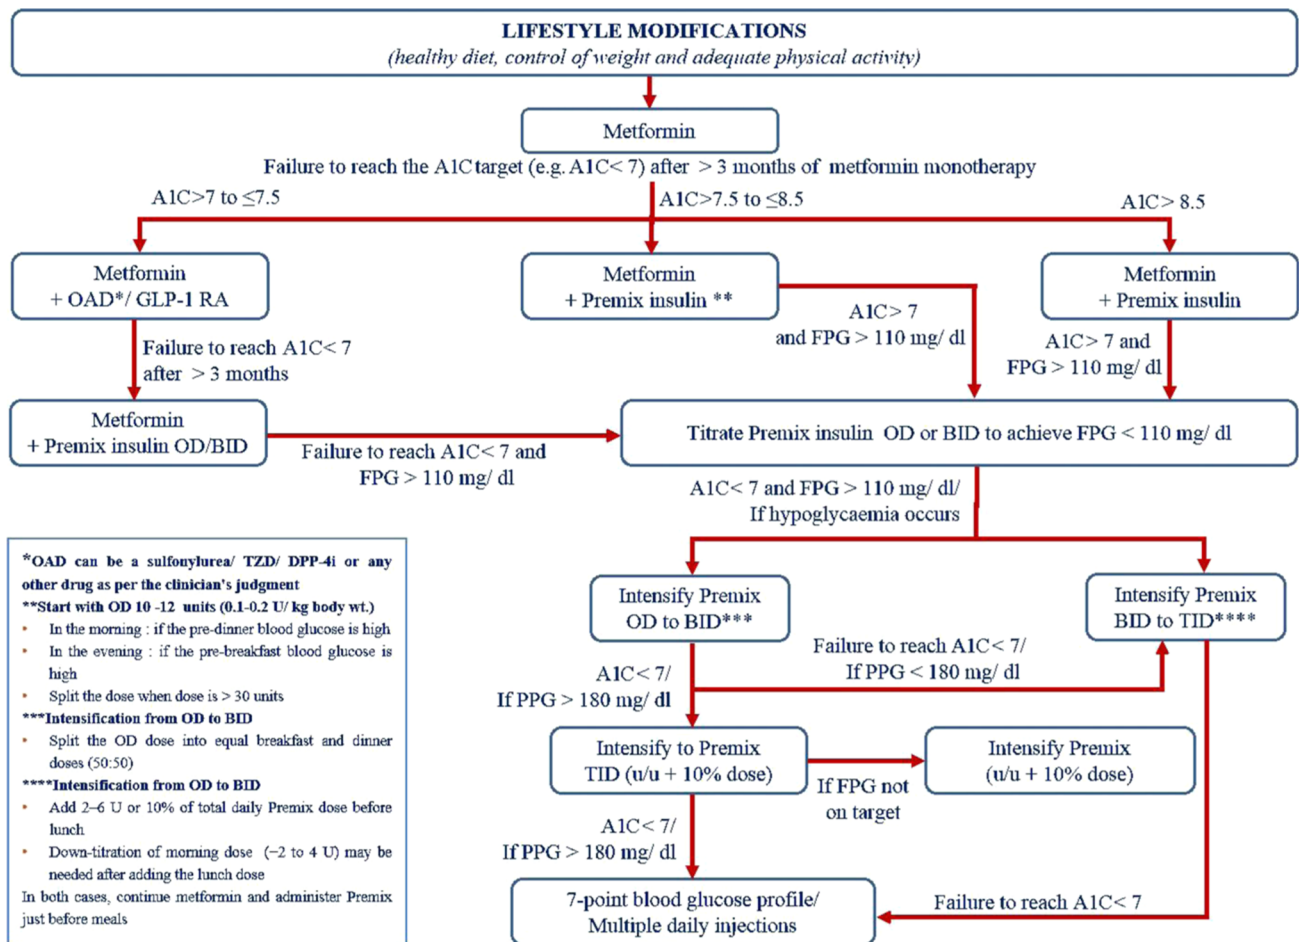 LIFESTYLE MODIFICATIONS
(healthy diet, control of weight and adequate physical activity)
Metformin
Failure to reach the A1C target (e.g. A1C< 7) after > 3 months of metformin monotherapy
A1C>7 to ≤7.5
A1C>7.5 to ≤8.5
A1C> 8.5
Metformin
+ OAD*/ GLP-1 RA
Metformin
+ Premix insulin **
Metformin
+ Premix insulin
Failure to reach A1C< 7
after > 3 months
A1C> 7
and FPG > 110 mg/ dl
A1C> 7 and
FPG > 110 mg/ dl
Metformin
+ Premix insulin OD/BID
Failure to reach A1C< 7 and
FPG > 110 mg/ dl
Titrate Premix insulin OD or BID to achieve FPG < 110 mg/ dl
A1C< 7 and FPG > 110 mg/ dl/
If hypoglycaemia occurs
Intensify Premix
OD to BID***
Intensify Premix
BID to TID****
Failure to reach A1C< 7/
If PPG < 180 mg/ dl
A1C< 7/
If PPG > 180 mg/ dl
Intensify to Premix
TID (u/u + 10% dose)
If FPG not
on target
Intensify Premix
(u/u + 10% dose)
A1C< 7/
If PPG > 180 mg/ dl
7-point blood glucose profile/
Multiple daily injections
Failure to reach A1C< 7
*OAD can be a sulfonylurea/ TZD/ DPP-4i or any
other drug as per the clinician's judgment
**Start with OD 10 -12 units (0.1-0.2 U/ kg body wt.)
• In the morning : if the pre-dinner blood glucose is high
• In the evening : if the pre-breakfast blood glucose is
high
• Split the dose when dose is > 30 units
***Intensification from OD to BID
• Split the OD dose into equal breakfast and dinner
doses (50:50)
****Intensification from OD to BID
• Add 2–6 U or 10% of total daily Premix dose before
lunch
• Down-titration of morning dose (−2 to 4 U) may be
needed after adding the lunch dose
In both cases, continue metformin and administer Premix
just before meals